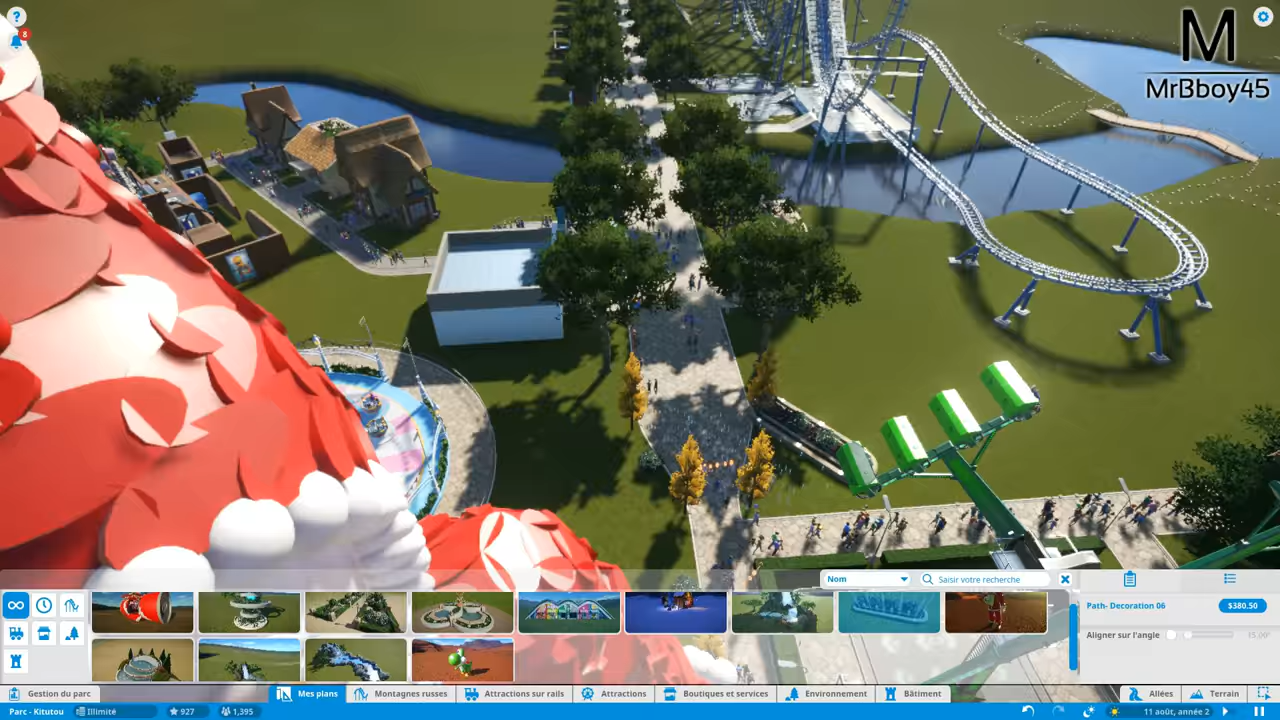 ?
8
M
MrBboy45
Nom
Saisir votre recherche
Path- Decoration 06
$380.50
Aligner sur l'angle
15,00°
Gestion du parc
Mes plans
Montagnes russes
Attractions sur rails
Attractions
Boutiques et services
Environnement
Bâtiment
Allées
Terrain
Parc - Kitutou
Illimité
927
1,395
11 août, année 2